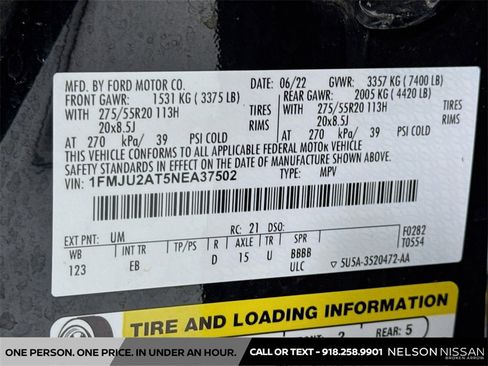 MFD. BY FORD MOTOR CO.
DATE: 06/22 GVWR: 3357 KG ( 7400 LB)
FRONT GAWR: 1531 KG ( 3375 LB) REAR GAWR: 2005 KG ( 4420 LB)
WITH 275/55R20 113H TIRES WITH 275/55R20 113H TIRES
20x8.5J RIMS 20x8.5J RIMS
AT 270 kPa/ 39 PSI COLD AT 270 kPa/ 39 PSI COLD
THIS VEHICLE CONFORMS TO ALL APPLICABLE FEDERAL MOTOR VEHICLE
SAFETY STANDARDS IN EFFECT ON THE DATE OF MANUFACTURE SHOWN ABOVE.
VIN: 1FMJU2AT5NEA37502 TYPE: MPV
F0282
T0554
EXT PNT: UM RC: 21 DSO:
WB INT TR TP/PS R AXLE TR SPR
123 EB D 15 U BBBB
ULC 5U5A-3520472-AA
TIRE AND LOADING INFORMATION
2 REAR: 5
ONE PERSON. ONE PRICE. IN UNDER AN HOUR. CALL OR TEXT - 918.258.9901 NELSON NISSAN
BROKEN ARROW